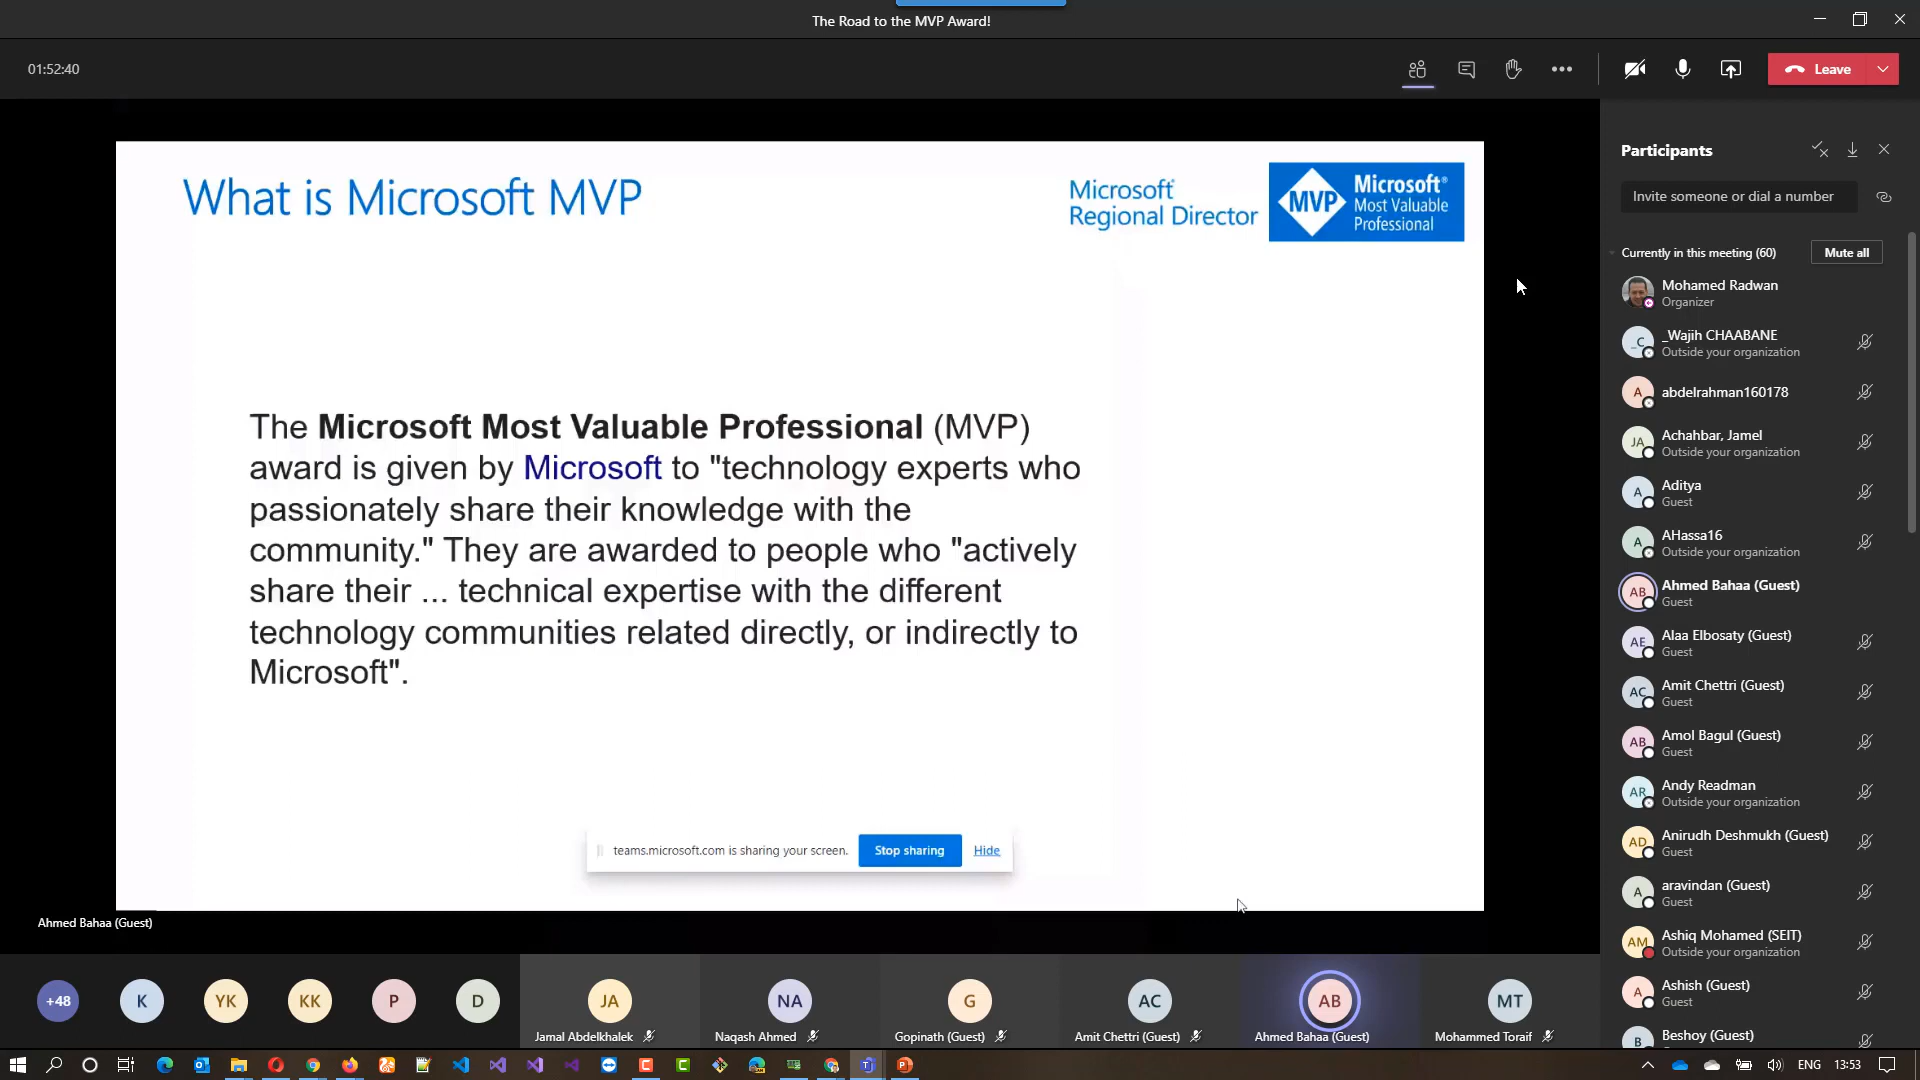 The Road to the MVP Award!
01:52:40
Leave
What is Microsoft MVP
Microsoft
Regional Director
MVP
Microsoft®
Most Valuable
Professional
The Microsoft Most Valuable Professional (MVP)
award is given by Microsoft to "technology experts who
passionately share their knowledge with the
community." They are awarded to people who "actively
share their ... technical expertise with the different
technology communities related directly, or indirectly to
Microsoft".
teams.microsoft.com is sharing your screen.
Stop sharing
Hide
Ahmed Bahaa (Guest)
Participants
Invite someone or dial a number
Currently in this meeting (60)
Mute all
Mohamed Radwan
Organizer
_C
_Wajih CHAABANE
Outside your organization
A
abdelrahman160178
JA
Achahbar, Jamel
Outside your organization
A
Aditya
Guest
A
AHassa16
Outside your organization
AB
Ahmed Bahaa (Guest)
Guest
AE
Alaa Elbosaty (Guest)
Guest
AC
Amit Chettri (Guest)
Guest
AB
Amol Bagul (Guest)
Guest
AR
Andy Readman
Outside your organization
AD
Anirudh Deshmukh (Guest)
Guest
A
aravindan (Guest)
Guest
AM
Ashiq Mohamed (SEIT)
Outside your organization
A
Ashish (Guest)
Guest
B
Beshoy (Guest)
+48
K
YK
KK
P
D
JA
Jamal Abdelkhalek
NA
Naqash Ahmed
G
Gopinath (Guest)
AC
Amit Chettri (Guest)
AB
Ahmed Bahaa (Guest)
MT
Mohammed Toraif
ENG
13:53